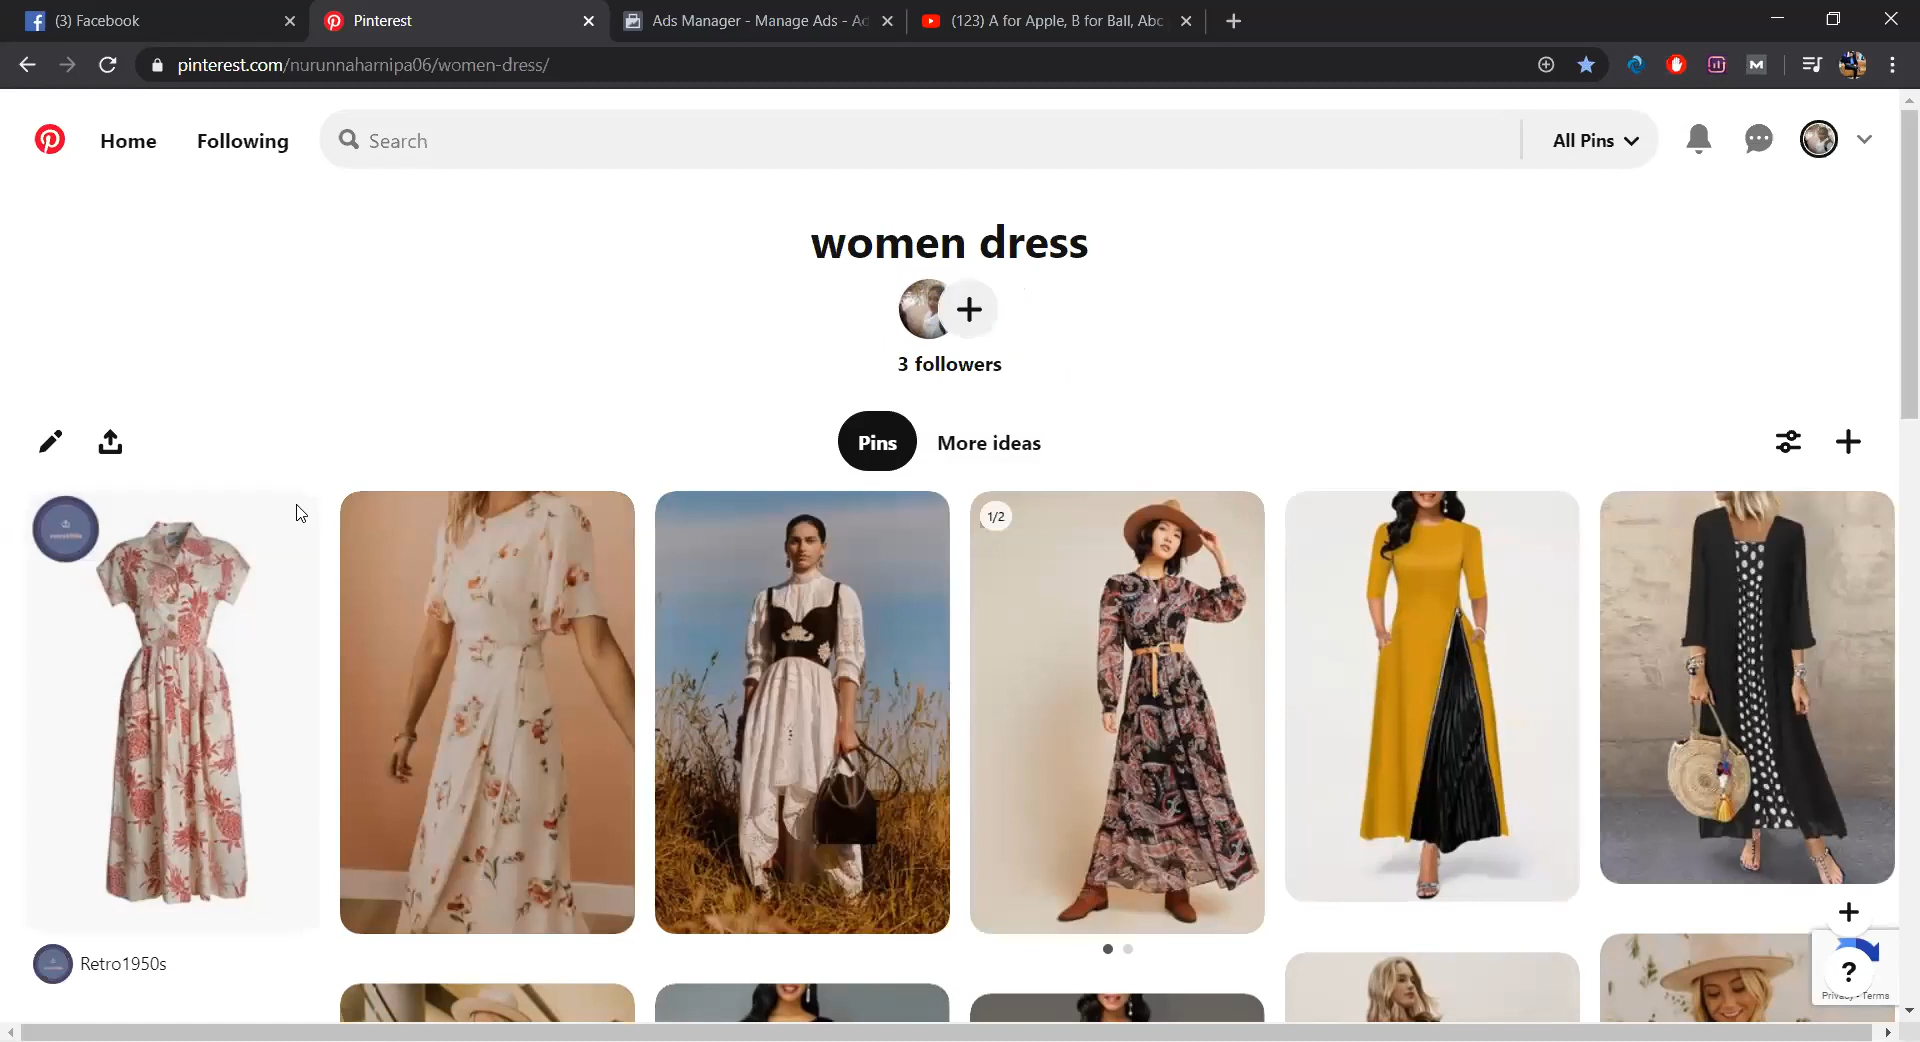 (3) Facebook
Pinterest
Ads Manager - Manage Ads - Ac
(123) A for Apple, B for Ball, Abc
pinterest.com/nurunnaharnipa06/women-dress/
Home
Following
Search
All Pins
women dress
3 followers
Pins
More ideas
1/2
Retro1950s
?
Privacy - Terms